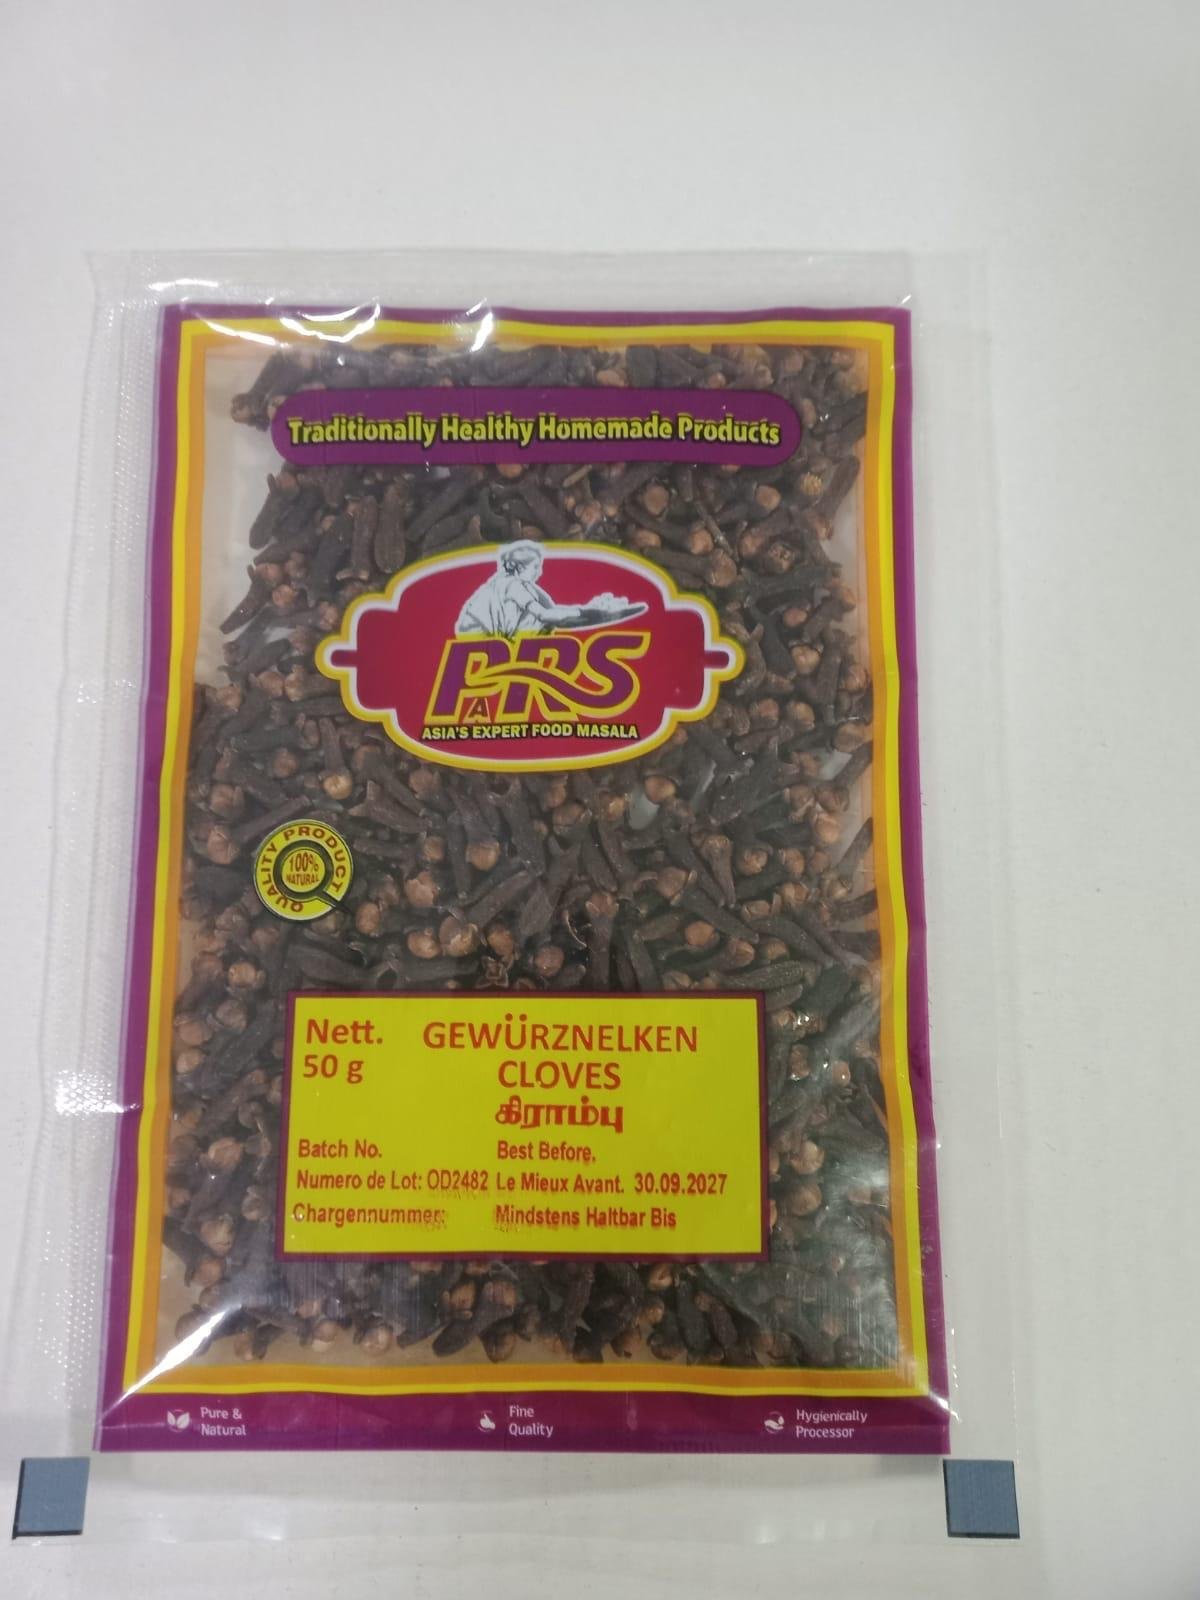 Traditionally Healthy Homemade Products
PRS
A
ASIA'S EXPERT FOOD MASALA
QUALITY PRODUCT
100%
NATURAL
Nett.
50 g
GEWÜRZNELKEN
CLOVES
கிராம்பு
Batch No.
Best Before.
Numero de Lot: OD2482 Le Mieux Avant. 30.09.2027
Chargennummer:
Mindstens Haltbar Bis
Pure &
Natural
Fine
Quality
Hygienically
Processor